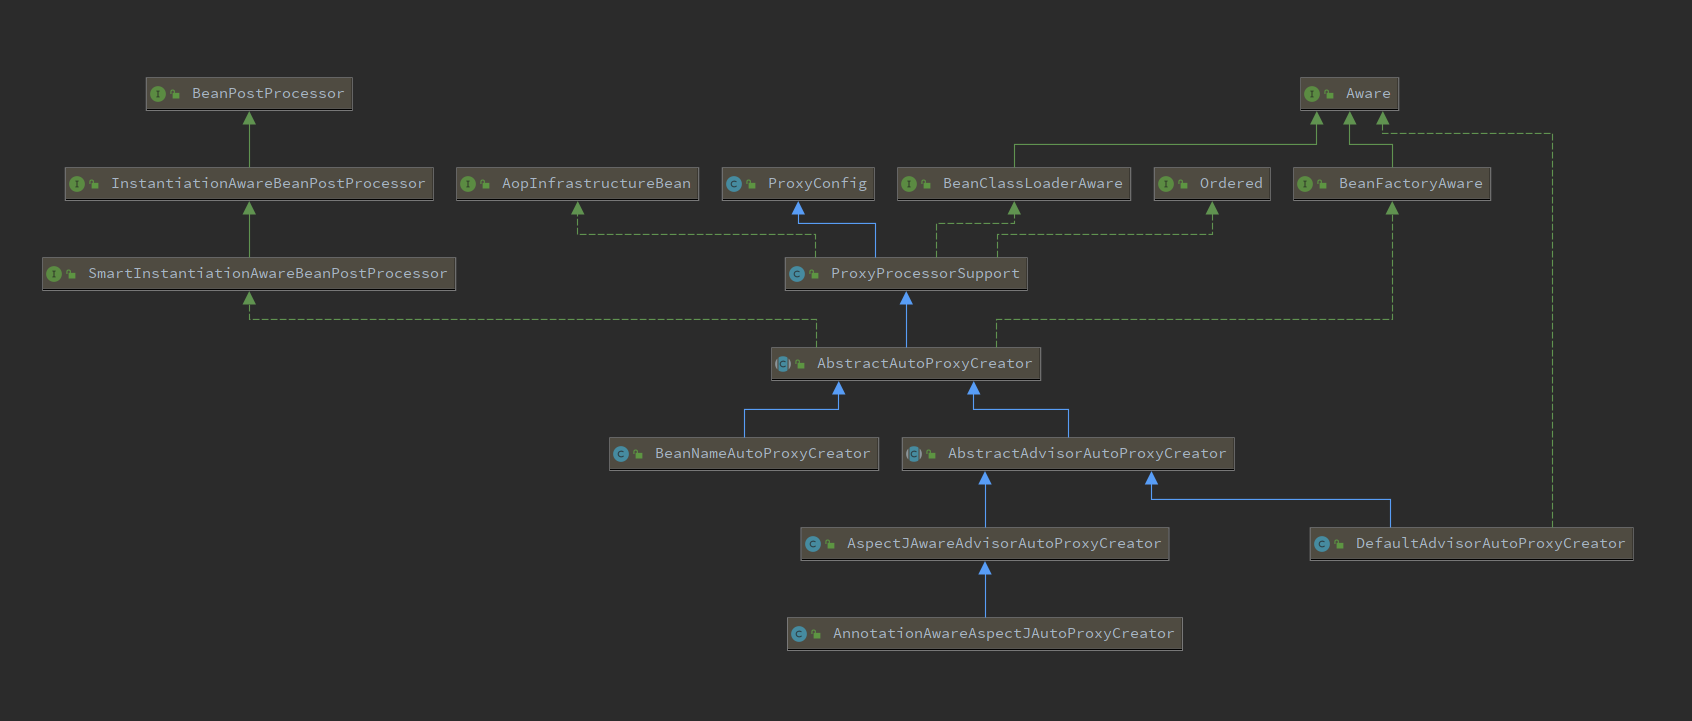 BeanPostProcessor
Aware
InstantiationAwareBeanPostProcessor
AopInfrastructureBean
ProxyConfig
BeanClassLoaderAware
Ordered
BeanFactoryAware
SmartInstantiationAwareBeanPostProcessor
ProxyProcessorSupport
AbstractAutoProxyCreator
BeanNameAutoProxyCreator
AbstractAdvisorAutoProxyCreator
AspectJAwareAdvisorAutoProxyCreator
DefaultAdvisorAutoProxyCreator
AnnotationAwareAspectJAutoProxyCreator